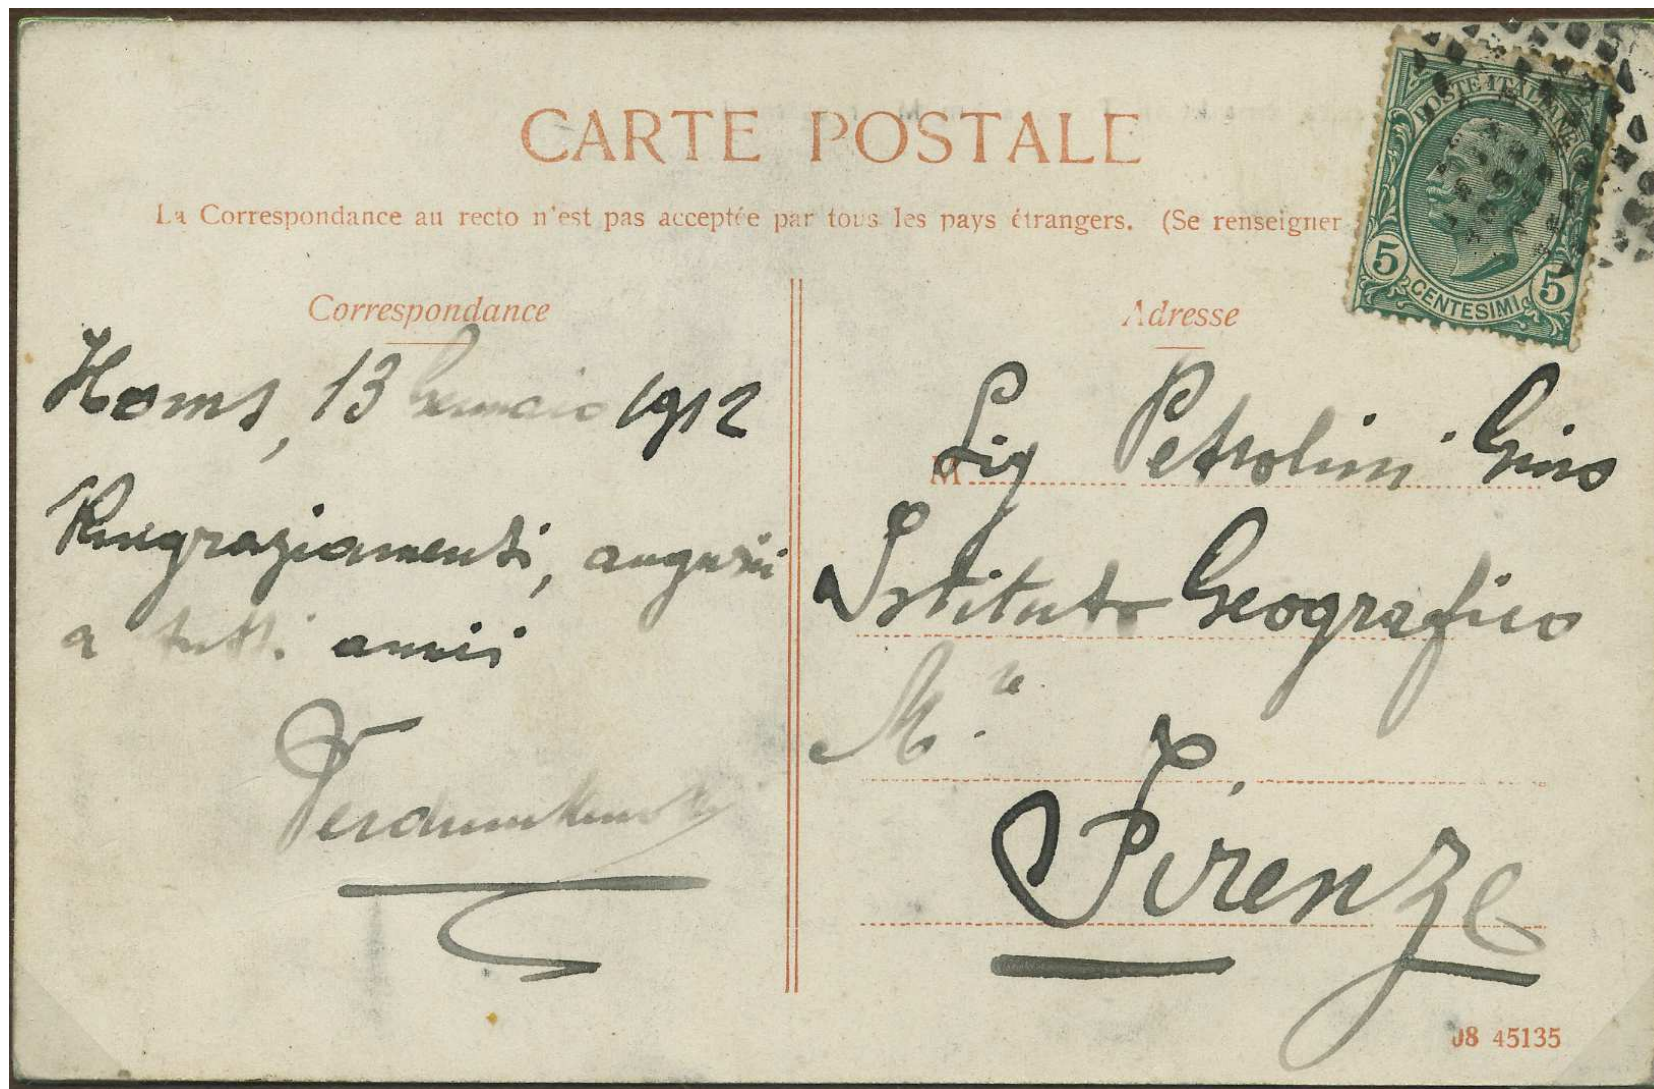 CARTE POSTALE
La Correspondance au recto n'est pas acceptée par tous les pays étrangers. (Se renseigner
POSTE ITALIANE
5 CENTESIMI 5
Correspondance
Homs, 13 Gennaio 1912
Ringraziamenti, auguri
a tutti amici
Adresse
M
Sig Petrolini Gino
Istituto Geografico
M.re
Firenze
08 45135